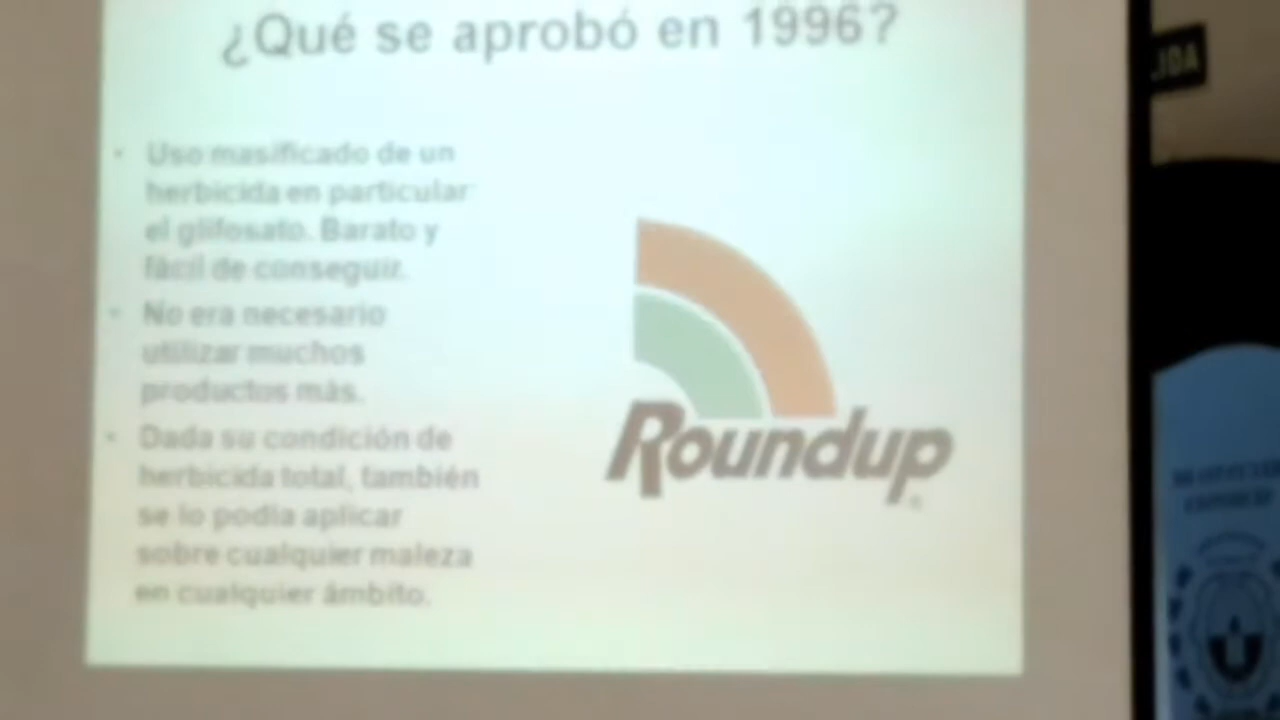 ¿Qué se aprobó en 1996?
• Uso masificado de un
herbicida en particular
el glifosato. Barato y
fácil de conseguir.
• No era necesario
utilizar muchos
productos más.
• Dada su condición de
herbicida total, también
se lo podía aplicar
sobre cualquier maleza
en cualquier ámbito.
Roundup
LIDA